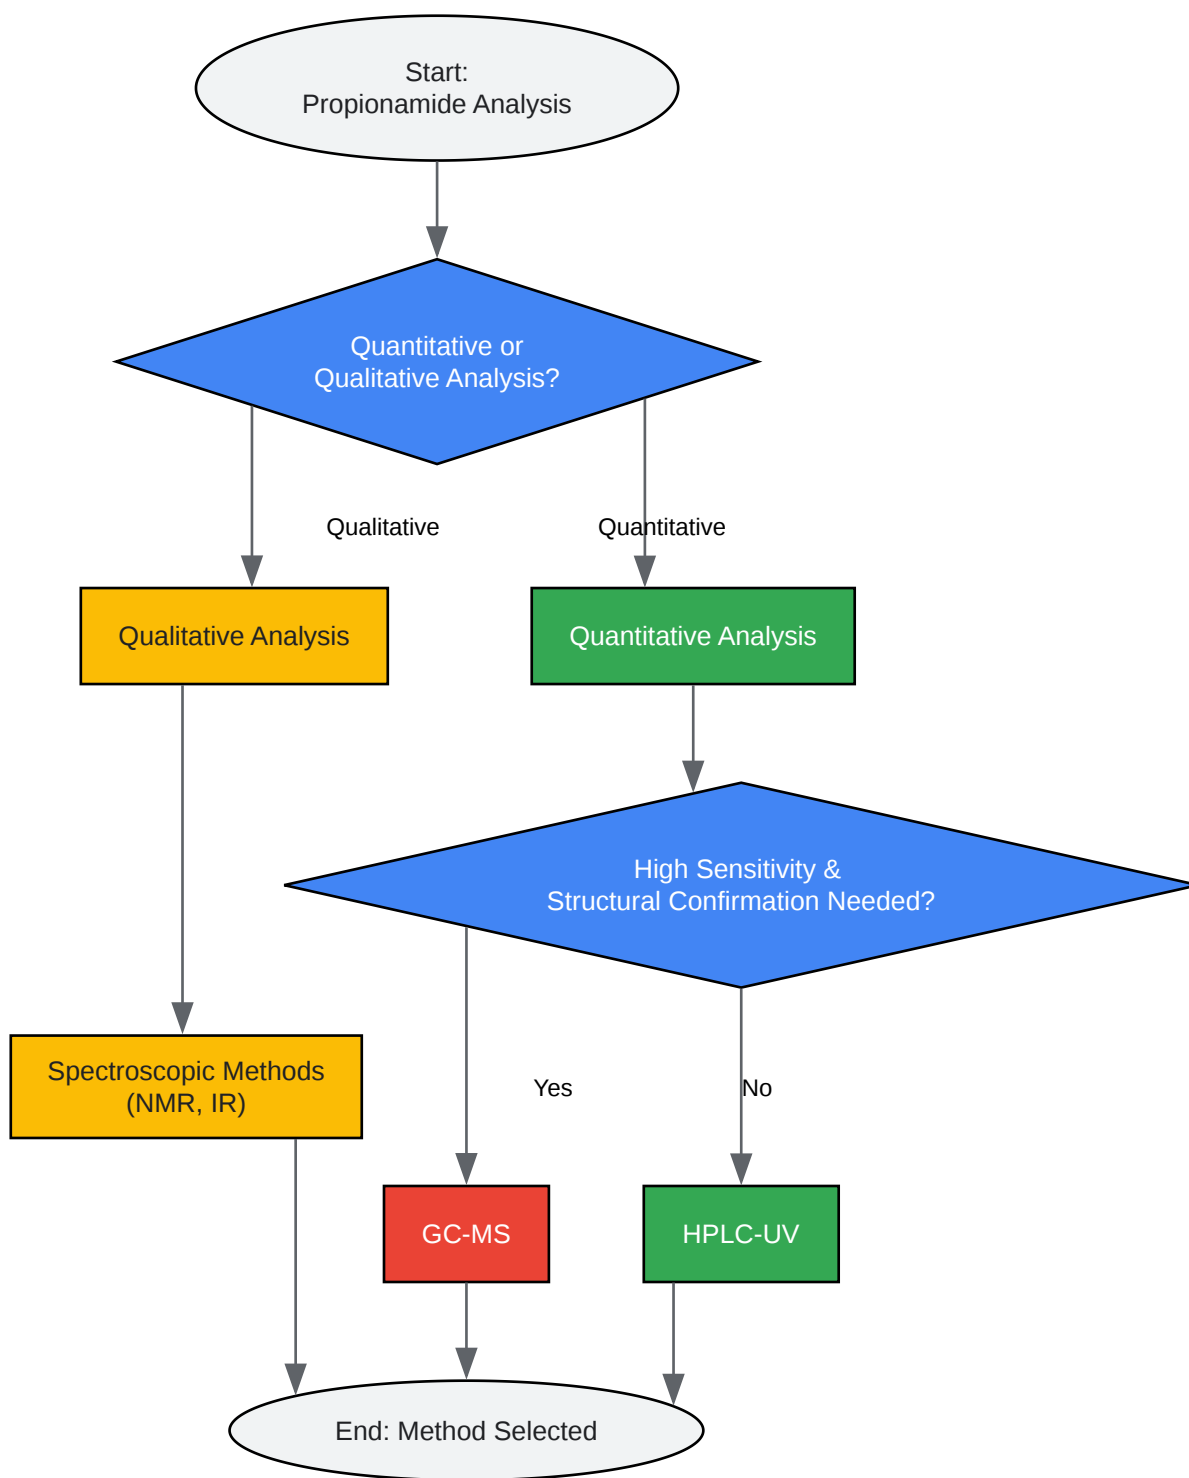 Start:
Propionamide Analysis
Quantitative or
Qualitative Analysis?
Qualitative
Quantitative
Qualitative Analysis
Quantitative Analysis
High Sensitivity &
Structural Confirmation Needed?
Spectroscopic Methods
(NMR, IR)
Yes
No
GC-MS
HPLC-UV
End: Method Selected